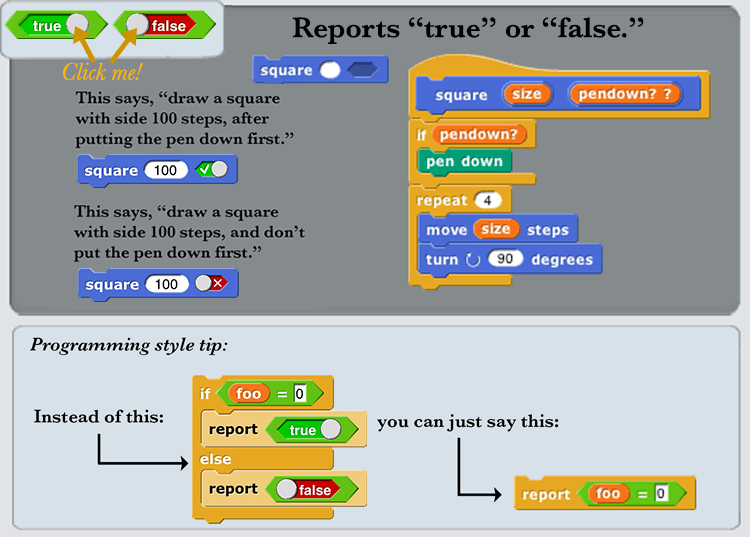 true false
Click me!
Reports “true” or “false.”
square
This says, “draw a square
with side 100 steps, after
putting the pen down first.”
square 100
This says, “draw a square
with side 100 steps, and don’t
put the pen down first.”
square 100
square size pendown? ?
if pendown?
pen down
repeat 4
move size steps
turn 90 degrees
Programming style tip:
Instead of this:
if foo = 0
report true
else
report false
you can just say this:
report foo = 0